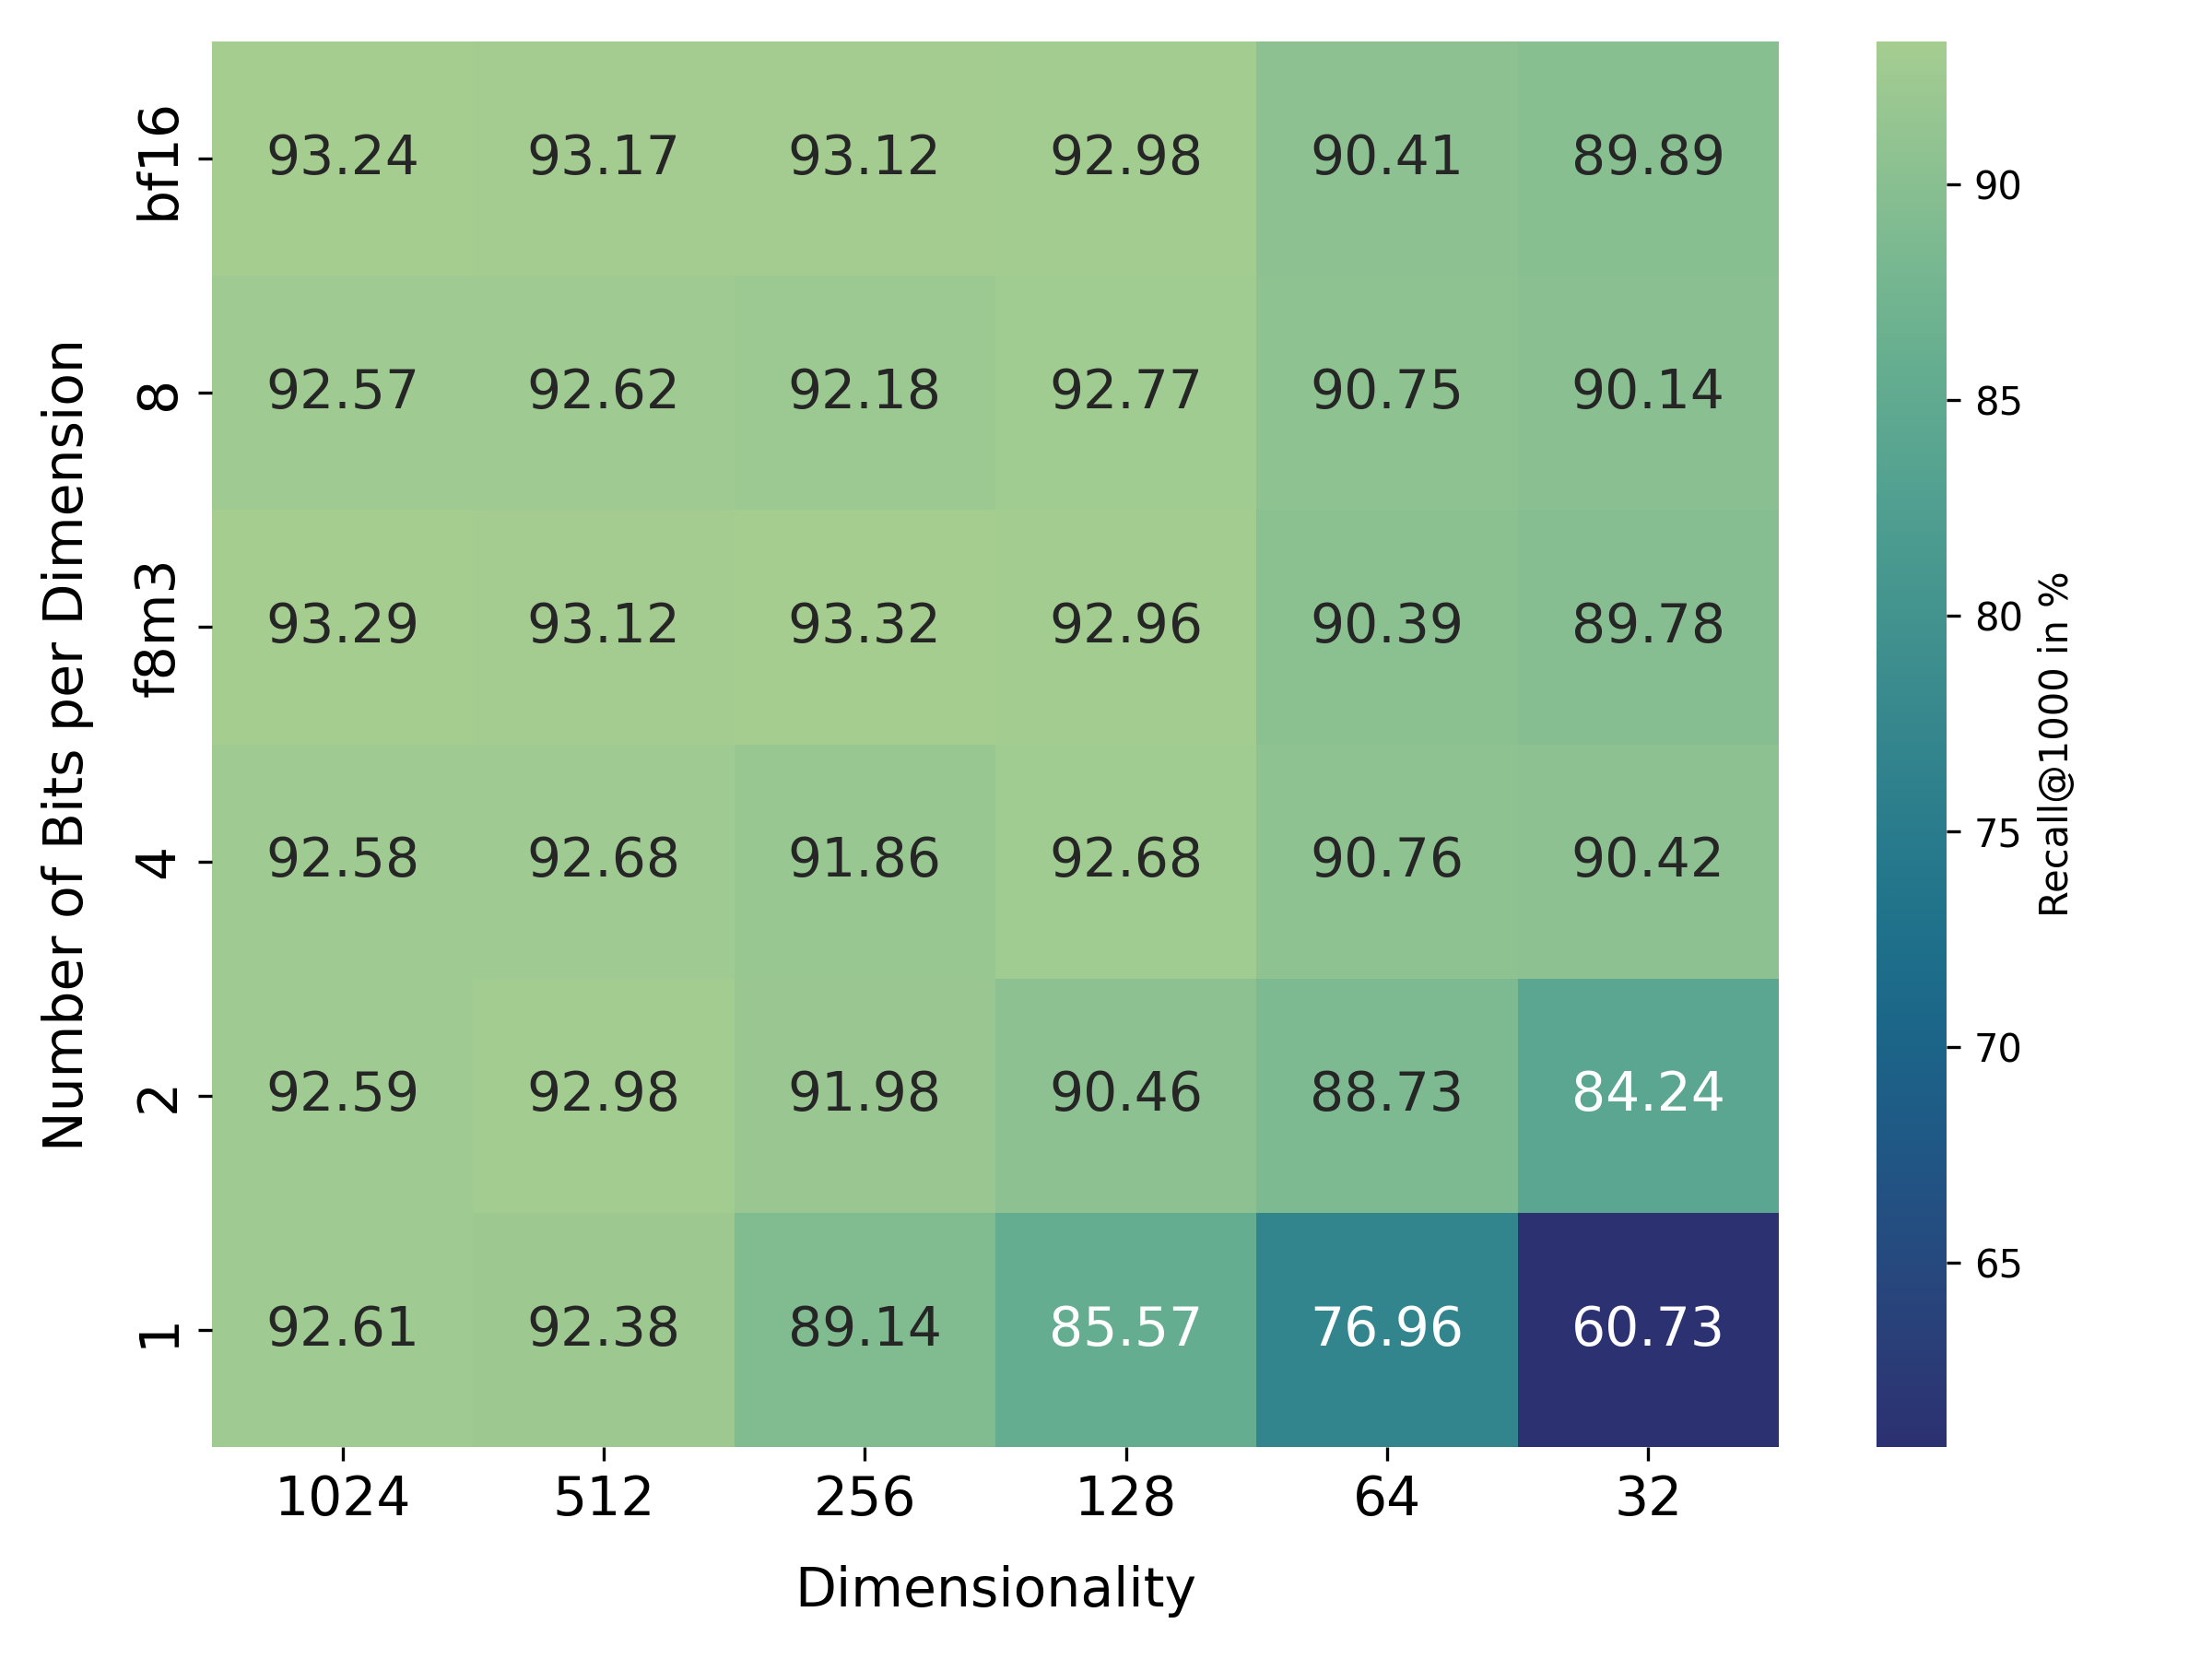 Number of Bits per Dimension
bf16 93.24 93.17 93.12 92.98 90.41 89.89
8 92.57 92.62 92.18 92.77 90.75 90.14
f8m3 93.29 93.12 93.32 92.96 90.39 89.78
4 92.58 92.68 91.86 92.68 90.76 90.42
2 92.59 92.98 91.98 90.46 88.73 84.24
1 92.61 92.38 89.14 85.57 76.96 60.73
1024 512 256 128 64 32
Dimensionality
90
85
80
75
70
65
Recall@1000 in %